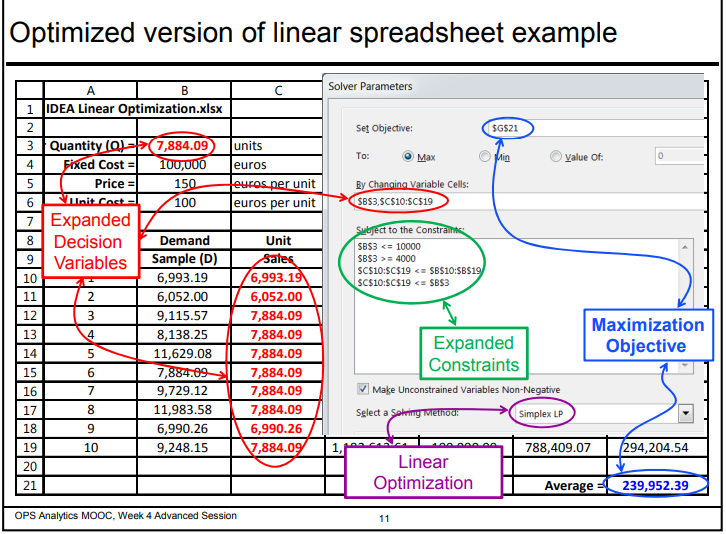 Optimized version of linear spreadsheet example
A B C
1 IDEA Linear Optimization.xlsx
2
3 Quantity (Q) = 7,884.09 units
4 Fixed Cost = 100,000 euros
5 Price = 150 euros per unit
6 Unit Cost = 100 euros per unit
7
8 Demand Unit
9 Sample (D) Sales
10 1 6,993.19 6,993.19
11 2 6,052.00 6,052.00
12 3 9,115.57 7,884.09
13 4 8,138.25 7,884.09
14 5 11,629.08 7,884.09
15 6 7,884.09 7,884.09
16 7 9,729.12 7,884.09
17 8 11,983.58 7,884.09
18 9 6,990.26 6,990.26
19 10 9,248.15 7,884.09 788,409.07 294,204.54
20
21 Average = 239,952.39
Expanded
Decision
Variables
Solver Parameters
Set Objective: $G$21
To: Max Min Value Of: 0
By Changing Variable Cells:
$B$3,$C$10:$C$19
Subject to the Constraints:
$B$3 <= 10000
$B$3 >= 4000
$C$10:$C$19 <= $B$10:$B$19
$C$10:$C$19 <= $B$3
Expanded
Constraints
Maximization
Objective
Make Unconstrained Variables Non-Negative
Select a Solving Method: Simplex LP
Linear
Optimization
OPS Analytics MOOC, Week 4 Advanced Session
11